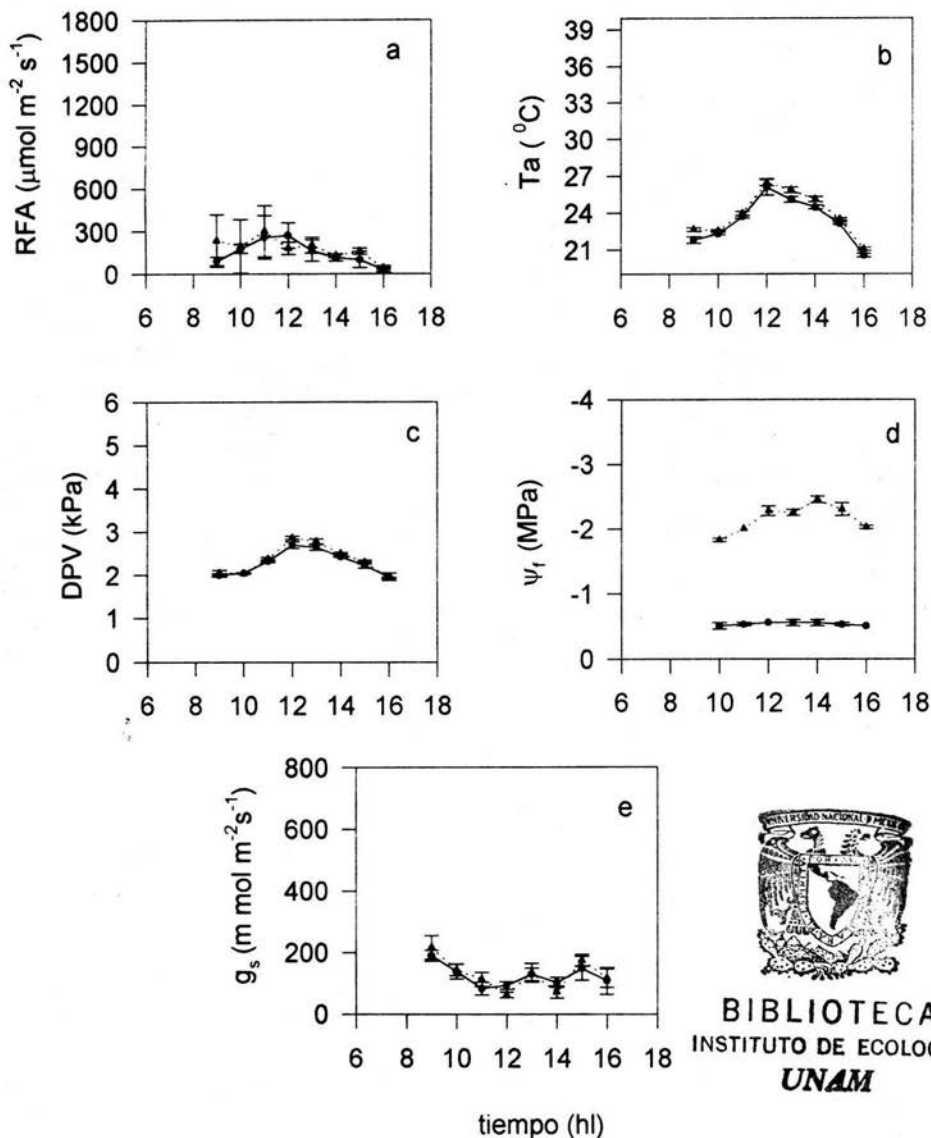 a
RFA (μmol m⁻² s⁻¹)
1800
1500
1200
900
600
300
0
6 8 10 12 14 16 18
b
Ta ( ⁰C)
39
36
33
30
27
24
21
6 8 10 12 14 16 18
c
DPV (kPa)
6
5
4
3
2
1
0
6 8 10 12 14 16 18
d
Ψf (MPa)
-4
-3
-2
-1
0
6 8 10 12 14 16 18
e
gs (m mol m⁻²s⁻¹)
800
600
400
200
0
6 8 10 12 14 16 18
tiempo (hl)
BIBLIOTECA
INSTITUTO DE ECOLOG
UNAM